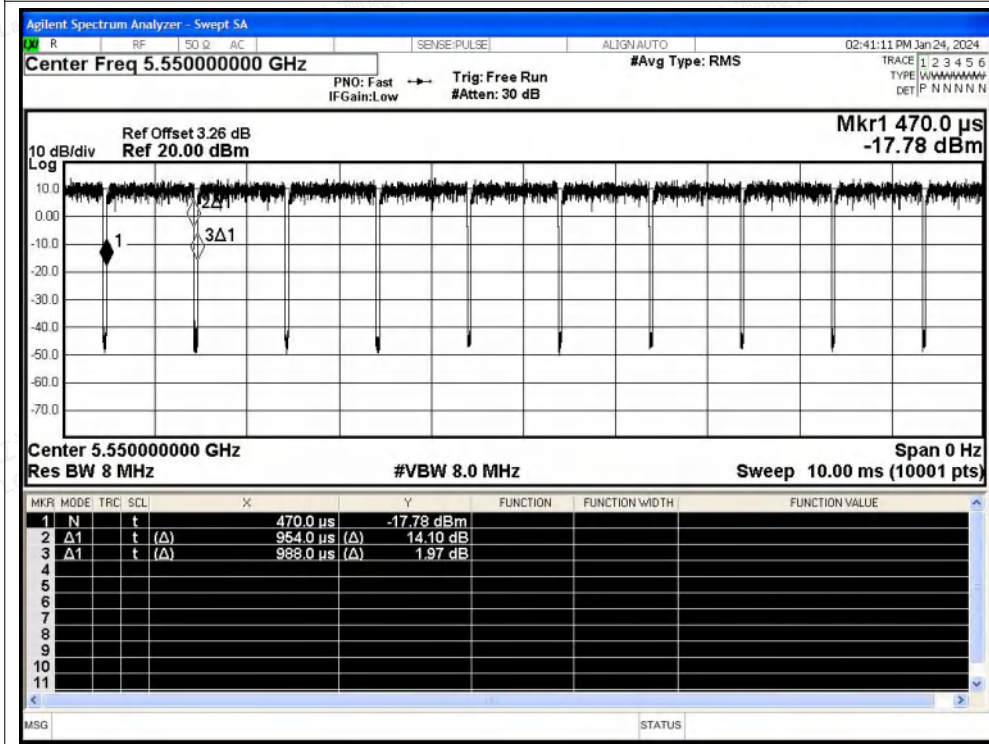 Agilent Spectrum Analyzer - Swept SA
LXI R RF 50 Ω AC SENSE:PULSE ALIGN AUTO 02:41:11 PM Jan 24, 2024
Center Freq 5.550000000 GHz #Avg Type: RMS TRACE 1 2 3 4 5 6
PNO: Fast Trig: Free Run TYPE WWWWWW
IFGain:Low #Atten: 30 dB DET P N N N N N
Mkr1 470.0 µs
Ref Offset 3.26 dB
10 dB/div Ref 20.00 dBm -17.78 dBm
Log
10.0
2Δ1
0.00
1
3Δ1
-10.0
-20.0
-30.0
-40.0
-50.0
-60.0
-70.0
Center 5.550000000 GHz Span 0 Hz
Res BW 8 MHz #VBW 8.0 MHz Sweep 10.00 ms (10001 pts)
MKR MODE TRC SCL X Y FUNCTION FUNCTION WIDTH FUNCTION VALUE
1 N t 470.0 µs -17.78 dBm
2 Δ1 t (Δ) 954.0 µs (Δ) 14.10 dB
3 Δ1 t (Δ) 988.0 µs (Δ) 1.97 dB
4
5
6
7
8
9
10
11
MSG STATUS